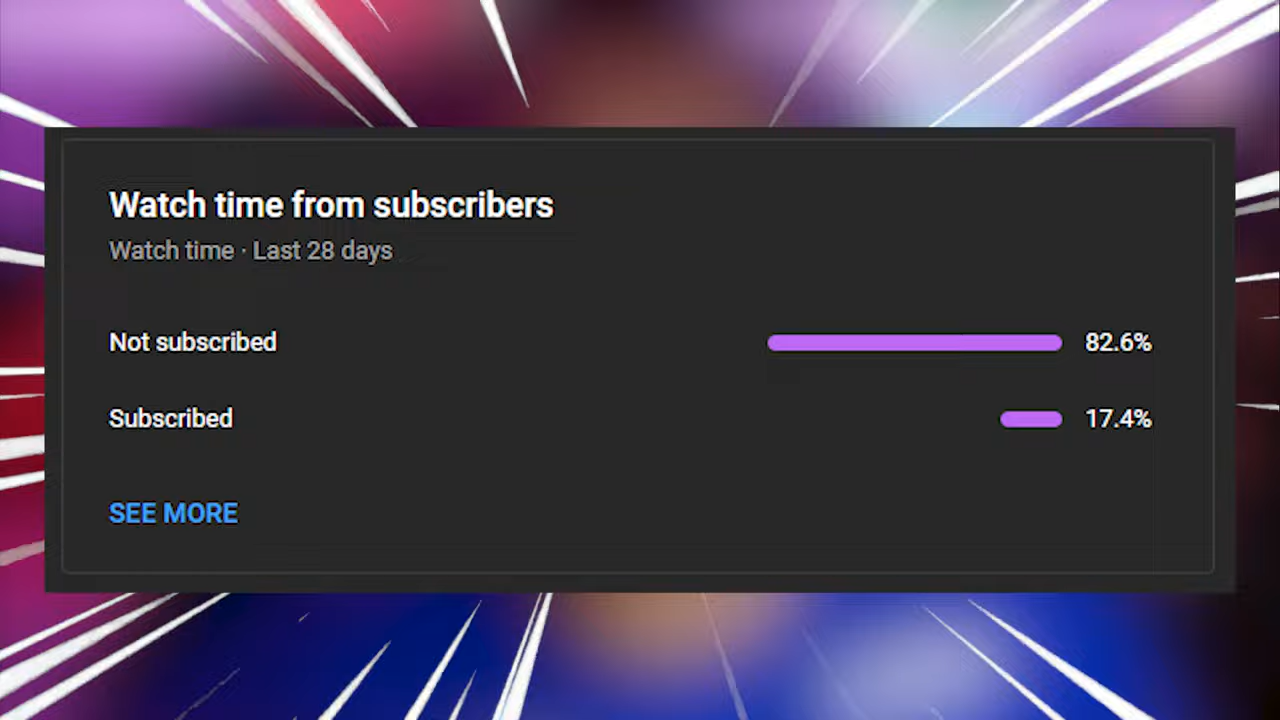 Watch time from subscribers
Watch time · Last 28 days
Not subscribed 82.6%
Subscribed 17.4%
SEE MORE